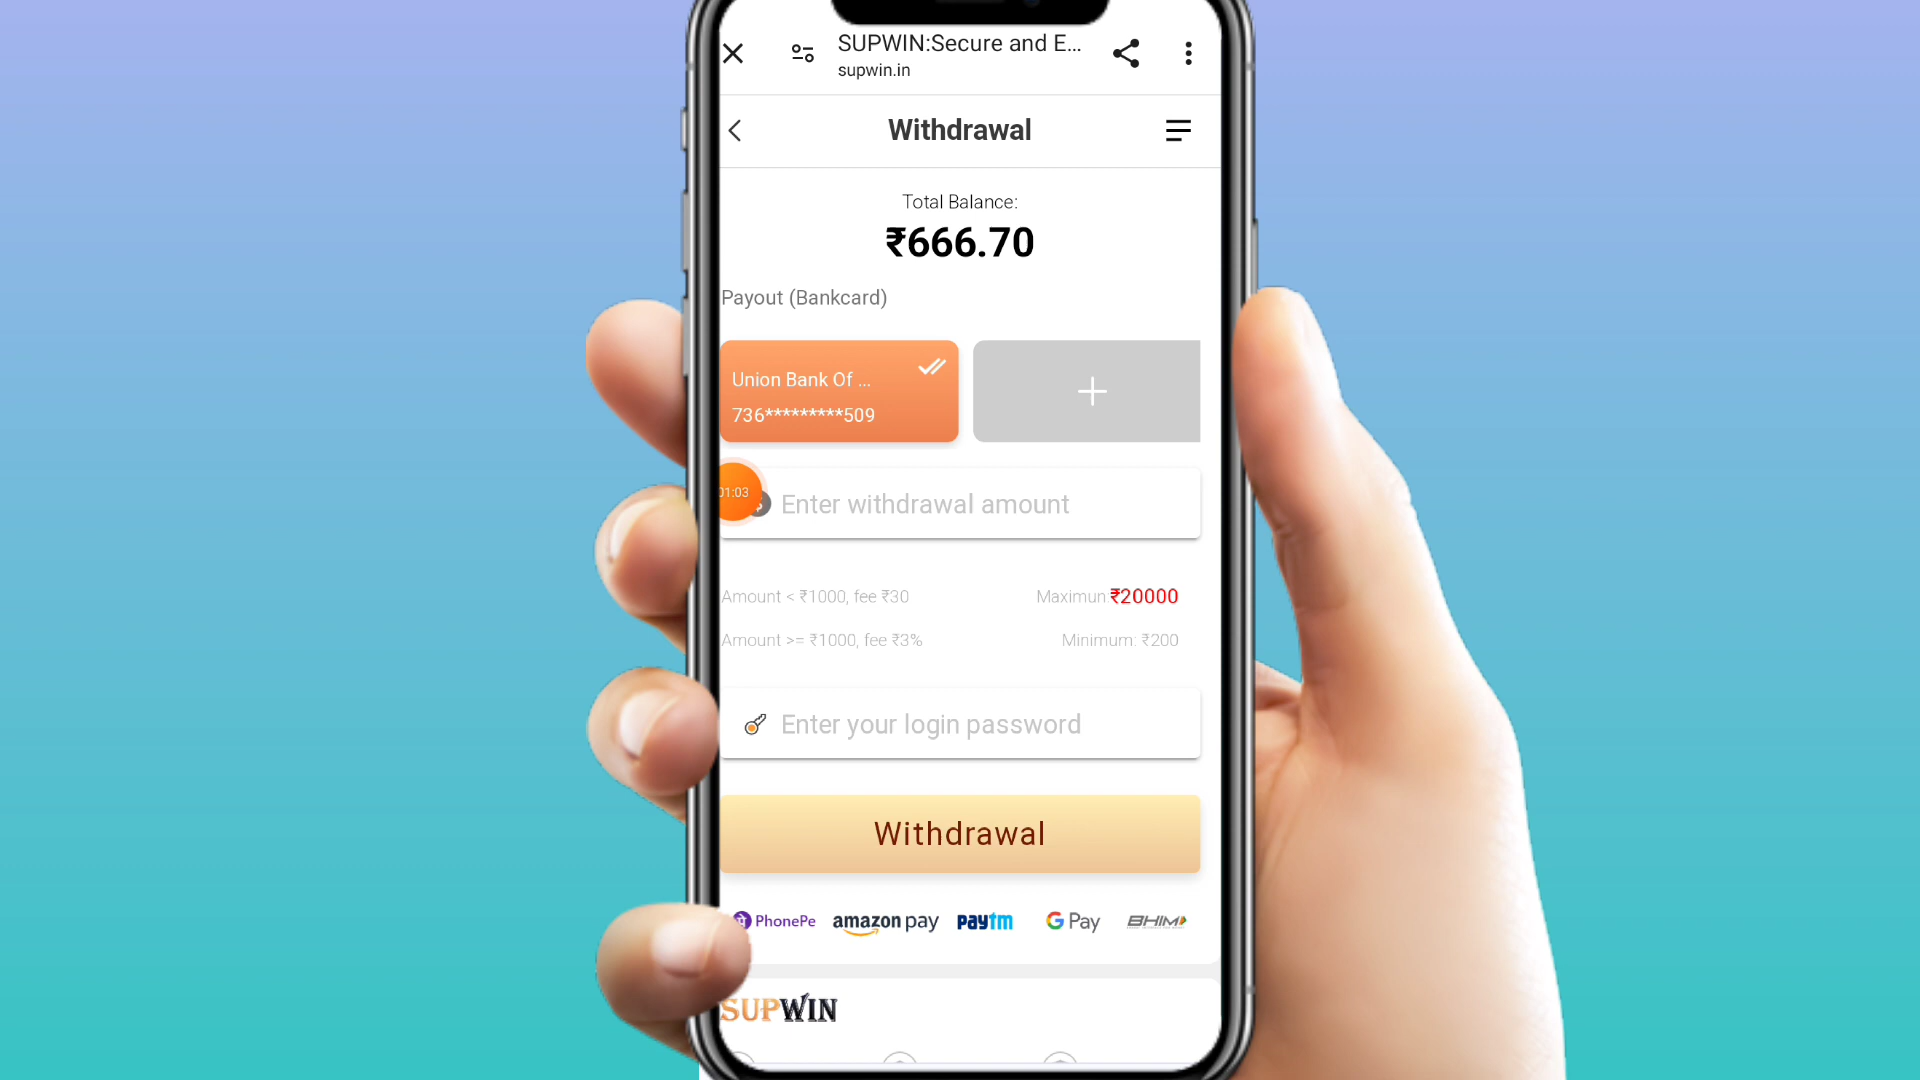 SUPWIN:Secure and E...
supwin.in
Withdrawal
Total Balance:
₹666.70
Payout (Bankcard)
Union Bank Of ...
736*********509
01:03
Enter withdrawal amount
Amount < ₹1000, fee ₹30
Maximun ₹20000
Amount >= ₹1000, fee ₹3%
Minimum: ₹200
Enter your login password
Withdrawal
PhonePe amazon pay paytm G Pay BHIM
SUPWIN